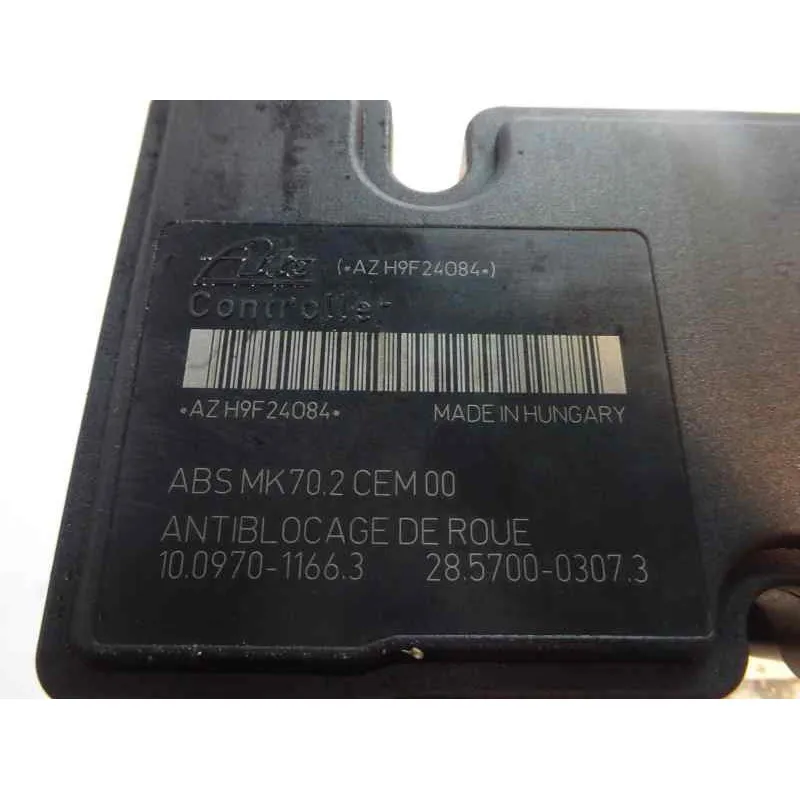 Ate (*AZ H9F24084*)
Controller
*AZ H9F24084* MADE IN HUNGARY
ABS MK70.2 CEM 00
ANTIBLOCAGE DE ROUE
10.0970-1166.3 28.5700-0307.3